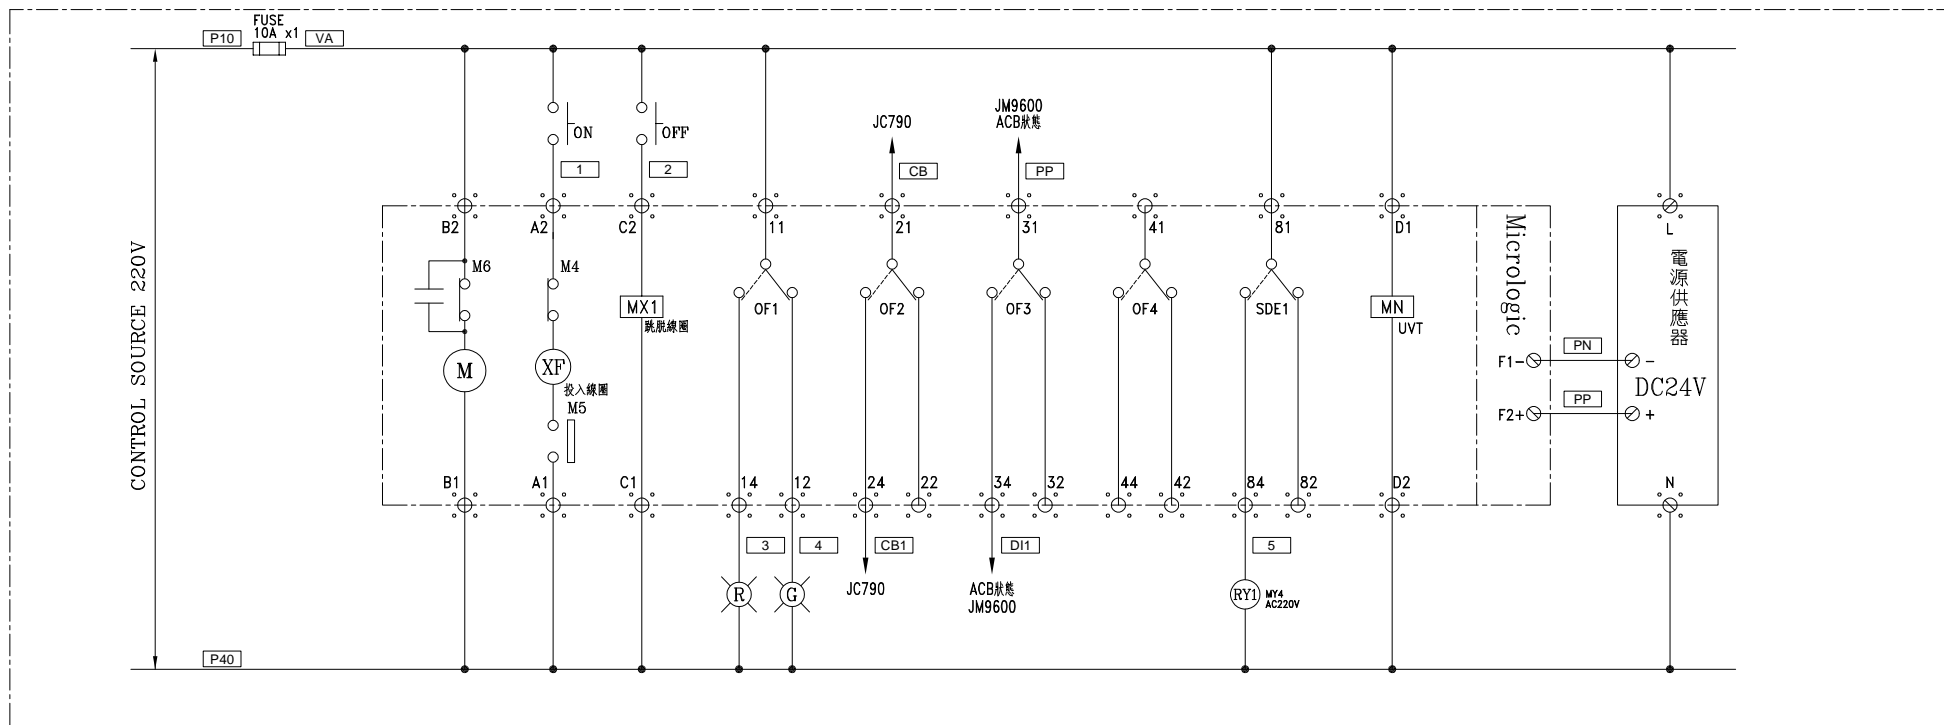 FUSE
10A x1
P10
VA
ON
OFF
1
2
JC790
CB
JM9600
ACB狀態
PP
B2
A2
C2
11
21
31
41
81
D1
CONTROL SOURCE 220V
M6
M4
MX1
跳脫線圈
OF1
OF2
OF3
OF4
SDE1
MN
UVT
Micrologic
L
電源供應器
M
XF
投入線圈
M5
F1-
PN
-
DC24V
F2+
PP
+
B1
A1
C1
14
12
24
22
34
32
44
42
84
82
D2
N
3
4
CB1
DI1
5
JC790
ACB狀態
JM9600
R
G
RY1
MY4
AC220V
P40